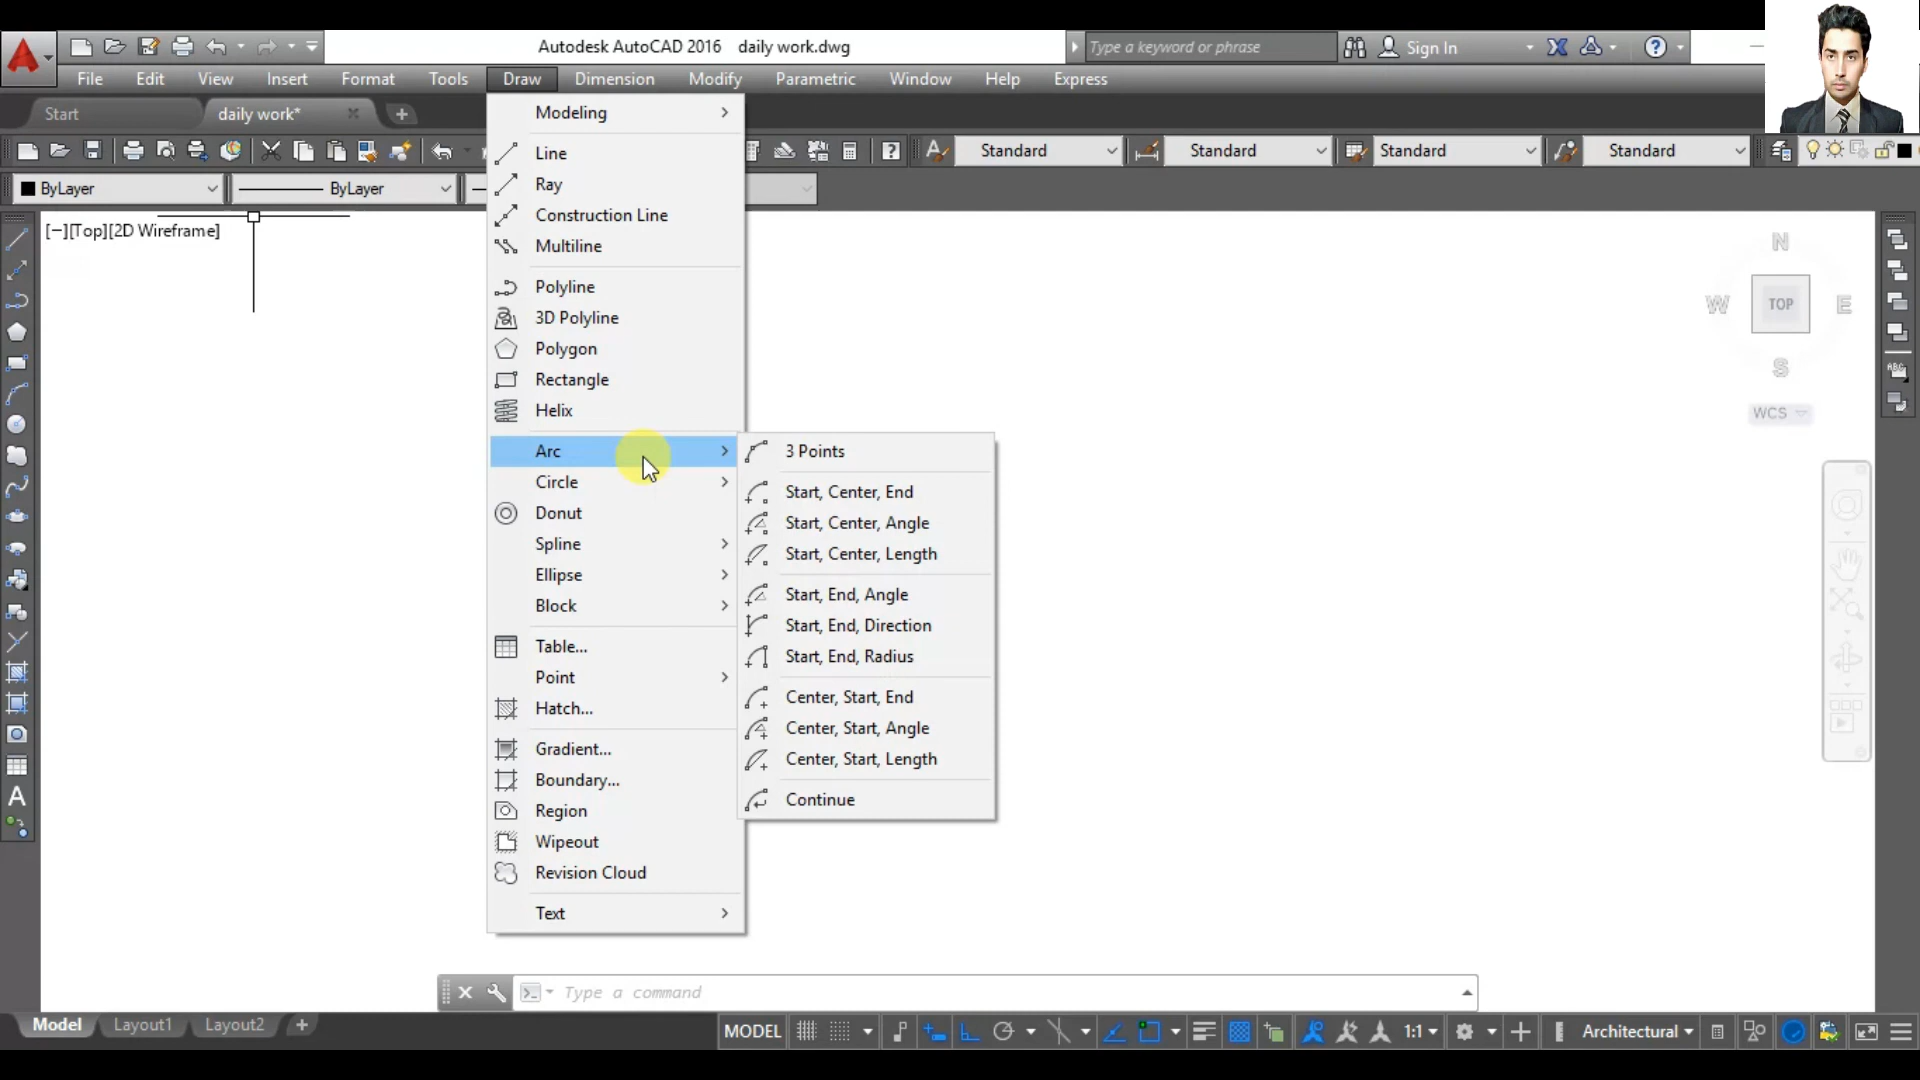 Autodesk AutoCAD 2016 daily work.dwg
Type a keyword or phrase
Sign In
File Edit View Insert Format Tools Draw Dimension Modify Parametric Window Help Express
Start
daily work*
Standard
Standard
Standard
Standard
ByLayer
ByLayer
[−][Top][2D Wireframe]
Modeling
Line
Ray
Construction Line
Multiline
Polyline
3D Polyline
Polygon
Rectangle
Helix
Arc
Circle
Donut
Spline
Ellipse
Block
Table...
Point
Hatch...
Gradient...
Boundary...
Region
Wipeout
Revision Cloud
Text
3 Points
Start, Center, End
Start, Center, Angle
Start, Center, Length
Start, End, Angle
Start, End, Direction
Start, End, Radius
Center, Start, End
Center, Start, Angle
Center, Start, Length
Continue
N
W
TOP
E
S
WCS
ABC
A
Type a command
Model
Layout1
Layout2
MODEL
1:1
Architectural